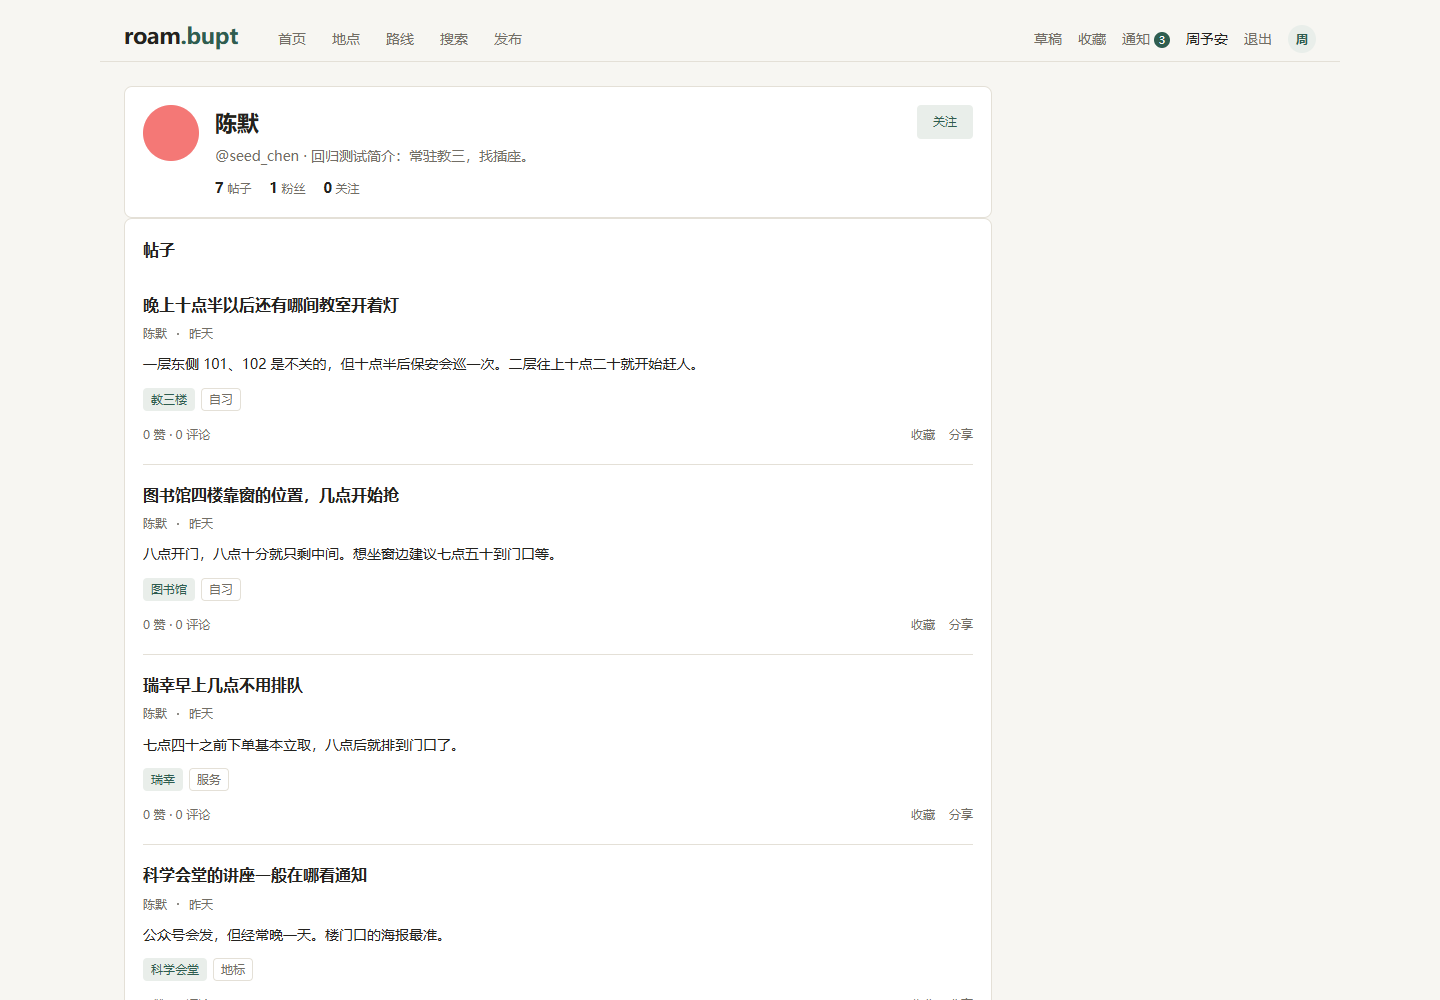 roam.bupt 首页 地点 路线 搜索 发布 草稿 收藏 通知 3 周予安 退出 周
陈默
关注
@seed_chen · 回归测试简介：常驻教三，找插座。
7 帖子 1 粉丝 0 关注
帖子
晚上十点半以后还有哪间教室开着灯
陈默 · 昨天
一层东侧 101、102 是不关的，但十点半后保安会巡一次。二层往上十点二十就开始赶人。
教三楼 自习
0 赞 · 0 评论 收藏 分享
图书馆四楼靠窗的位置，几点开始抢
陈默 · 昨天
八点开门，八点十分就只剩中间。想坐窗边建议七点五十到门口等。
图书馆 自习
0 赞 · 0 评论 收藏 分享
瑞幸早上几点不用排队
陈默 · 昨天
七点四十之前下单基本立取，八点后就排到门口了。
瑞幸 服务
0 赞 · 0 评论 收藏 分享
科学会堂的讲座一般在哪看通知
陈默 · 昨天
公众号会发，但经常晚一天。楼门口的海报最准。
科学会堂 地标